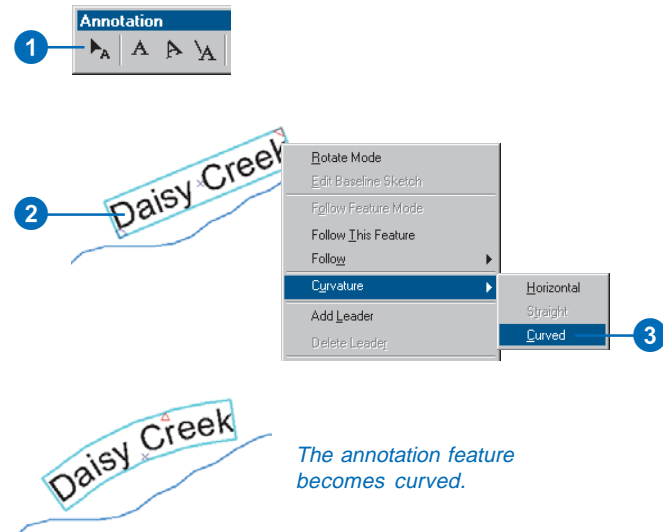 Annotation
1
A A A A
Daisy Creek
2
Rotate Mode
Edit Baseline Sketch
Follow Feature Mode
Follow This Feature
Follow
Curvature
Add Leader
Delete Leader
Horizontal
Straight
Curved
3
Daisy Creek
The annotation feature
becomes curved.